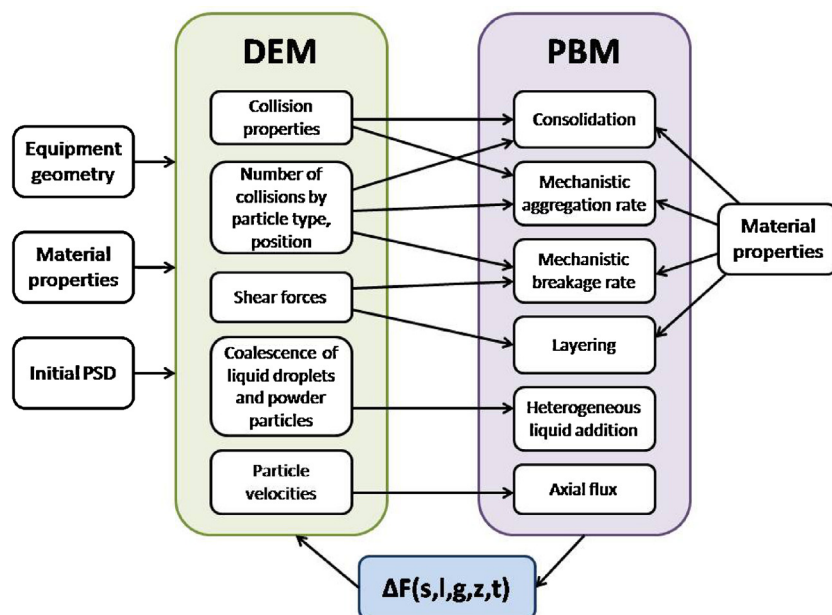 DEM
PBM
Equipment
geometry
Material
properties
Initial PSD
Collision
properties
Number of
collisions by
particle type,
position
Shear forces
Coalescence of
liquid droplets
and powder
particles
Particle
velocities
Consolidation
Mechanistic
aggregation rate
Mechanistic
breakage rate
Layering
Heterogeneous
liquid addition
Axial flux
Material
properties
ΔF(s,l,g,z,t)